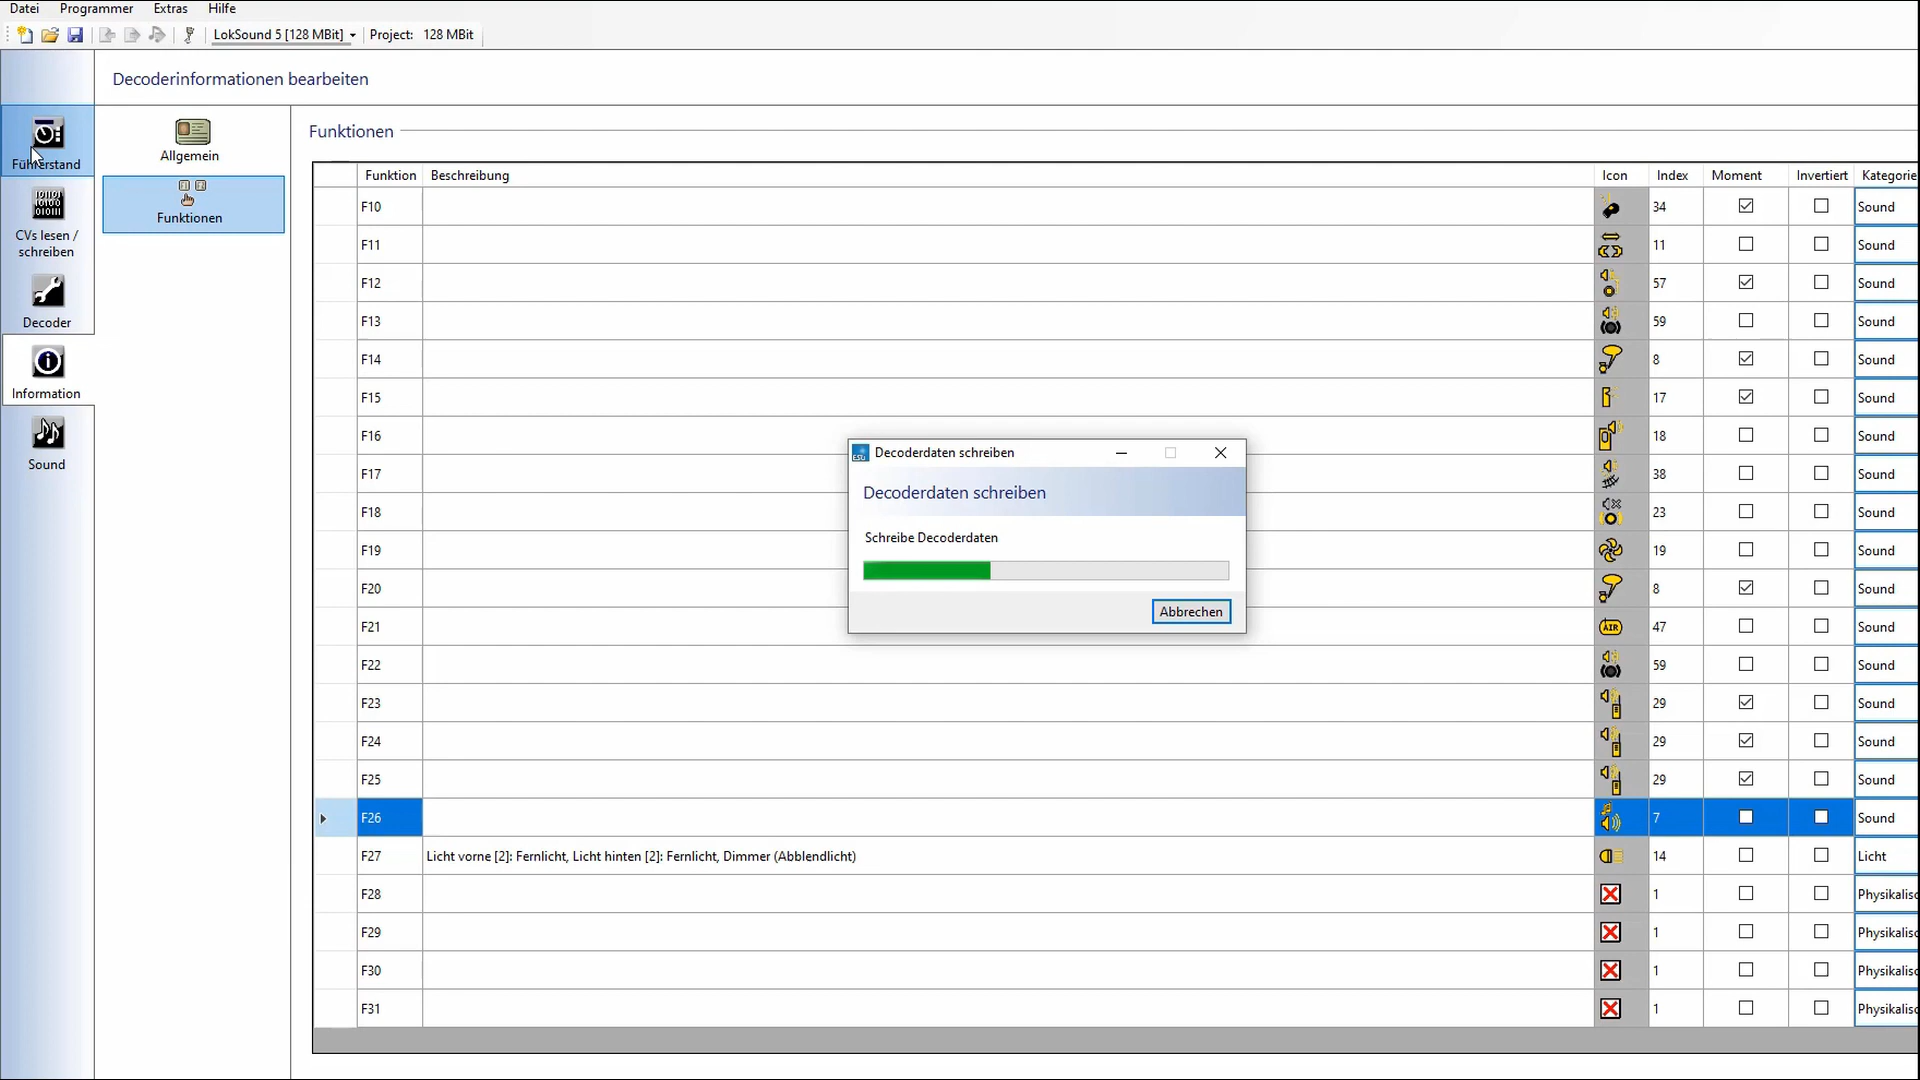 Datei Programmer Extras Hilfe
LokSound 5 [128 MBit] Project: 128 MBit
Decoderinformationen bearbeiten
Führerstand
CVs lesen /
schreiben
Decoder
Information
Sound
Allgemein
Funktionen
Funktionen
Funktion Beschreibung Icon Index Moment Invertiert Kategorie
F10 34 Sound
F11 11 Sound
F12 57 Sound
F13 59 Sound
F14 8 Sound
F15 17 Sound
F16 18 Sound
F17 38 Sound
F18 23 Sound
F19 19 Sound
F20 8 Sound
F21 AIR 47 Sound
F22 59 Sound
F23 29 Sound
F24 29 Sound
F25 29 Sound
F26 7 Sound
F27 Licht vorne [2]: Fernlicht, Licht hinten [2]: Fernlicht, Dimmer (Abblendlicht) 14 Licht
F28 1 Physikalisc
F29 1 Physikalisc
F30 1 Physikalisc
F31 1 Physikalisc
Decoderdaten schreiben
Decoderdaten schreiben
Schreibe Decoderdaten
Abbrechen